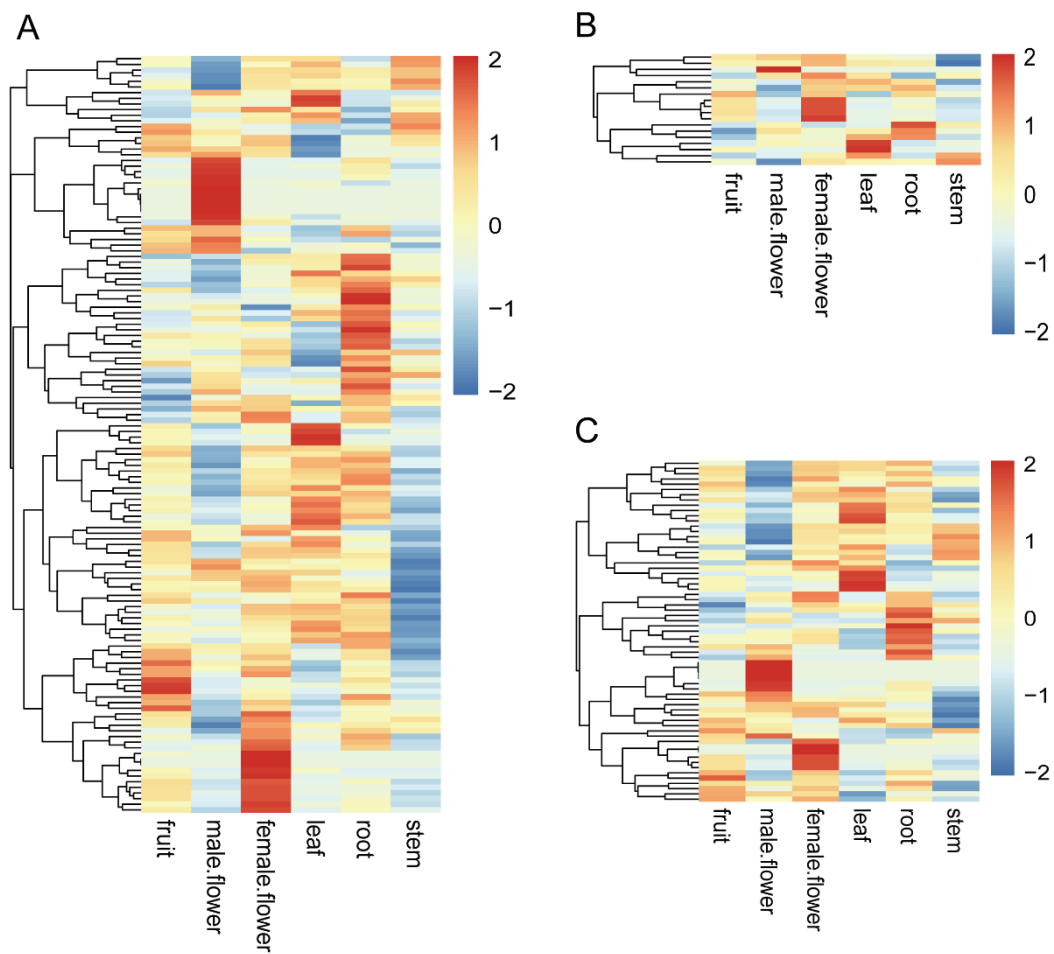 A
2
1
0
−1
−2
fruit
male.flower
female.flower
leaf
root
stem
B
2
1
0
−1
−2
fruit
male.flower
female.flower
leaf
root
stem
C
2
1
0
−1
−2
fruit
male.flower
female.flower
leaf
root
stem